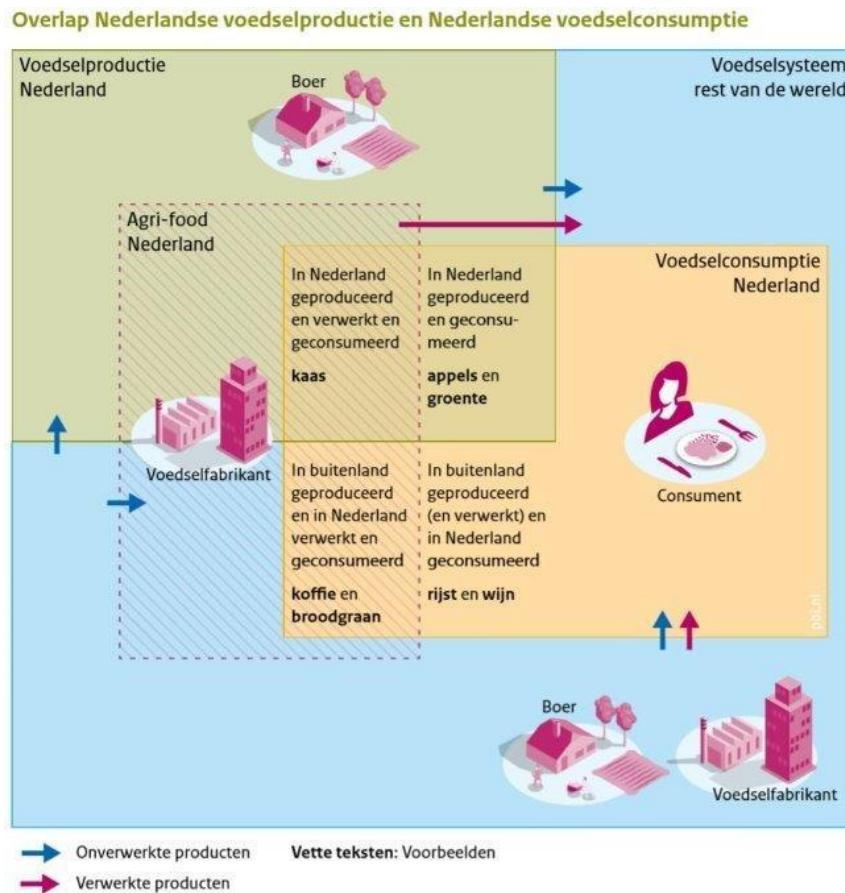 Overlap Nederlandse voedselproductie en Nederlandse voedselconsumptie
Voedselproductie
Nederland
Boer
Voedselsysteem
rest van de wereld
Agri-food
Nederland
In Nederland
geproduceerd
en verwerkt en
geconsumeerd
kaas
In Nederland
geproduceerd
en geconsu-
meerd
appels en
groente
Voedselconsumptie
Nederland
Voedselfabrikant
Consument
In buitenland
geproduceerd
en in Nederland
verwerkt en
geconsumeerd
koffie en
broodgraan
In buitenland
geproduceerd
(en verwerkt) en
in Nederland
geconsumeerd
rijst en wijn
pbl.nl
Boer
Voedselfabrikant
Onverwerkte producten
Vette teksten: Voorbeelden
Verwerkte producten